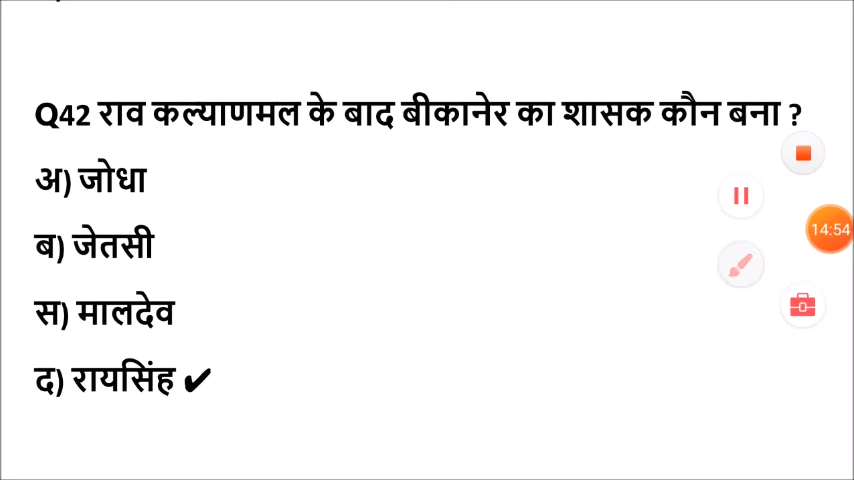 Q42 राव कल्याणमल के बाद बीकानेर का शासक कौन बना ?
अ) जोधा
ब) जेतसी
स) मालदेव
द) रायसिंह ✔
14:54